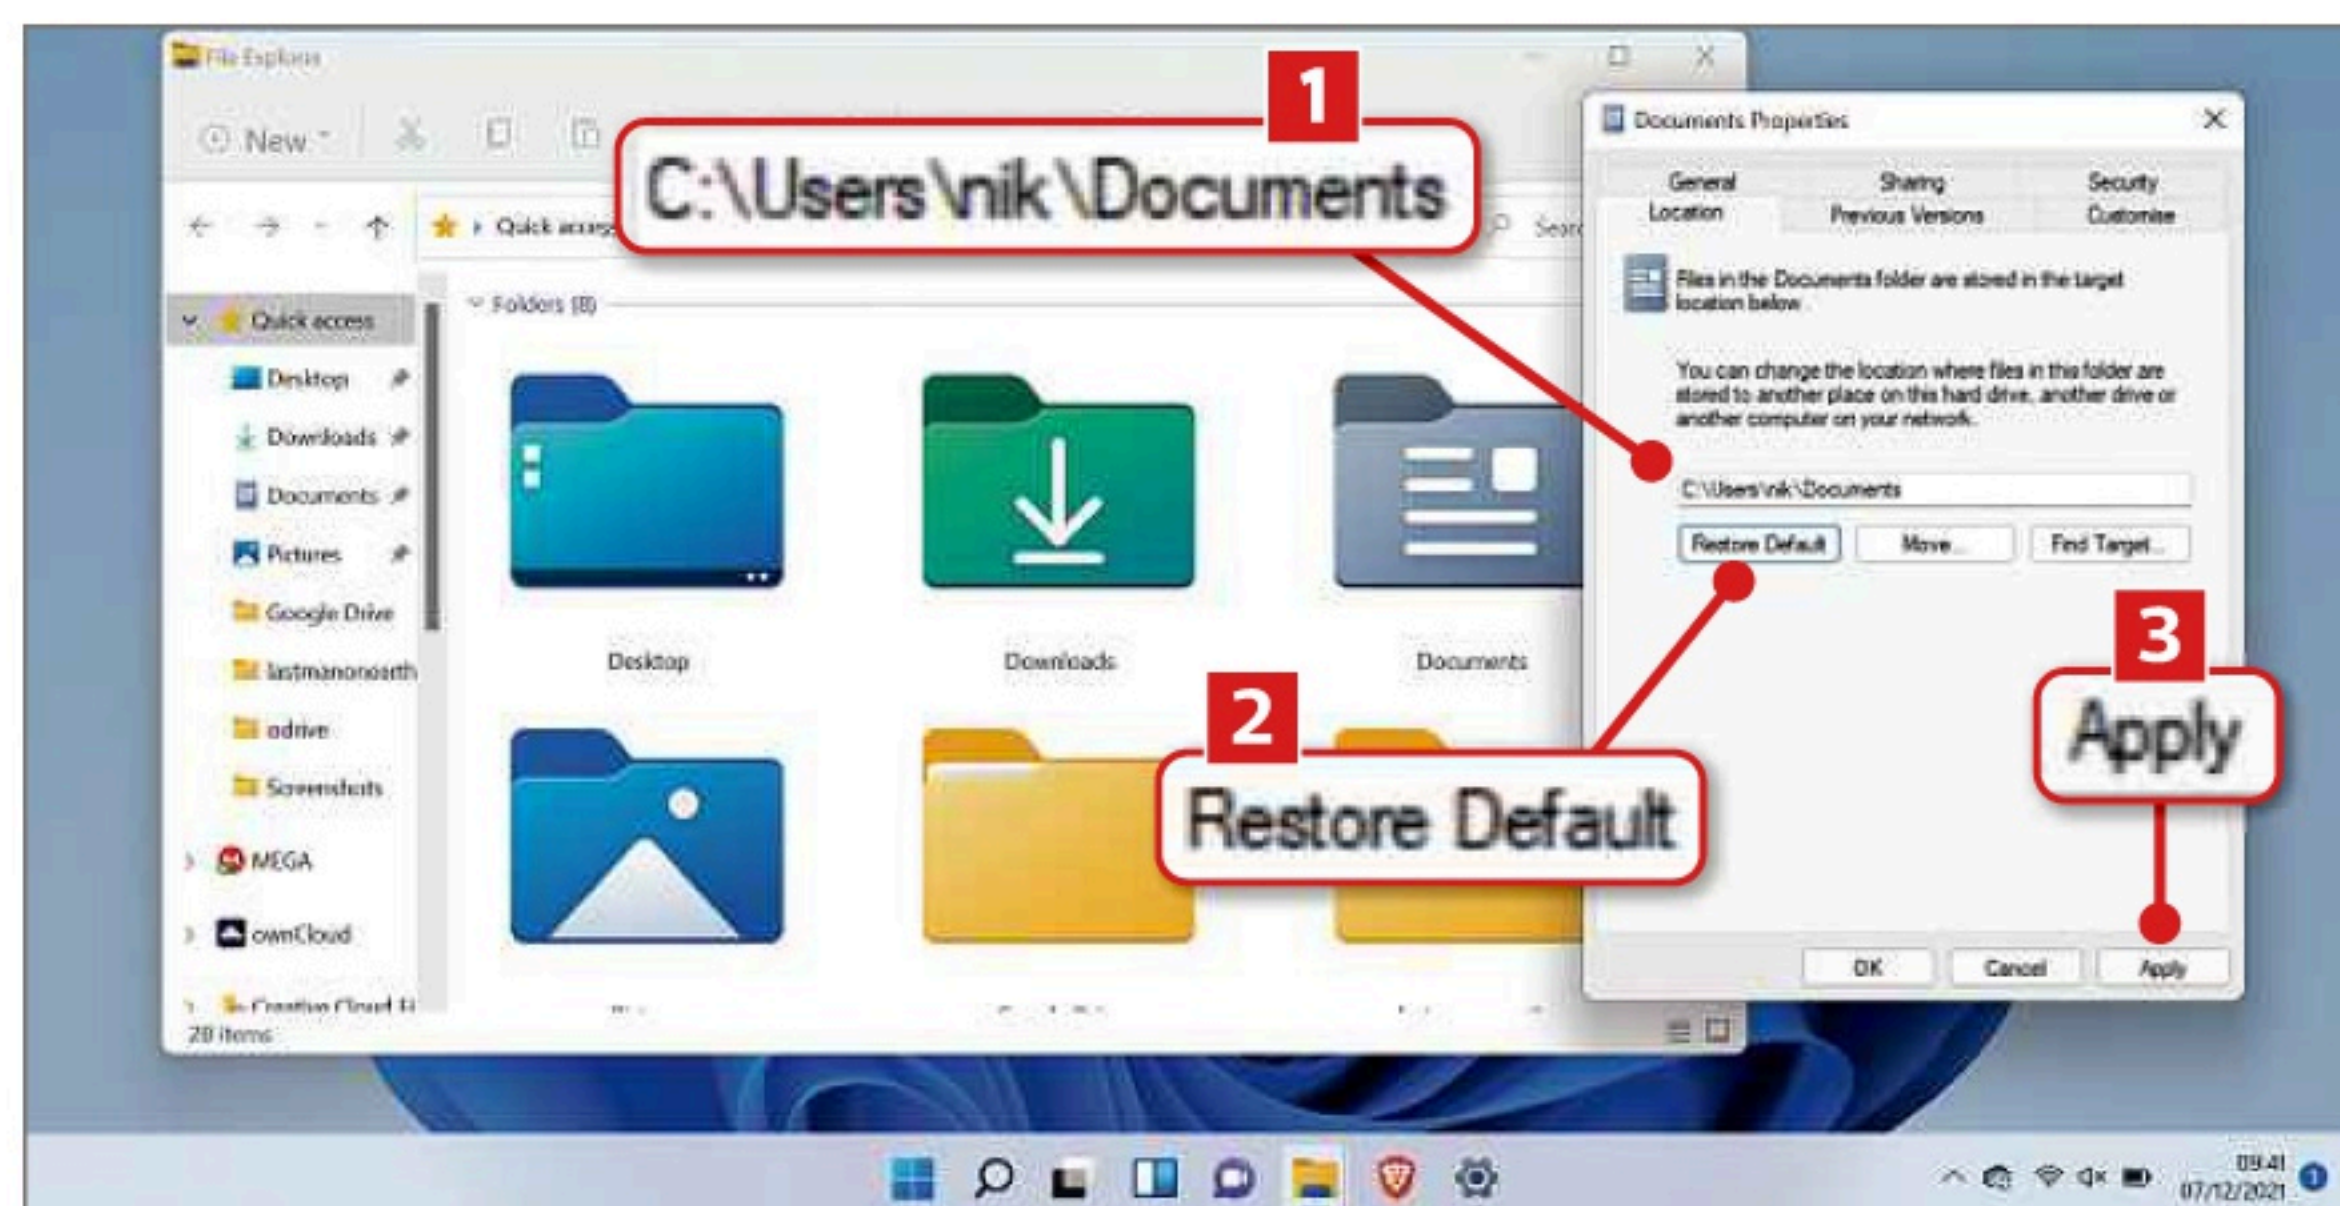 File Explorer
1
New
C:\Users\nik\Documents
Quick access
Folders (8)
Quick access
Desktop
Downloads
Documents
Pictures
Google Drive
lastmanonoearth
odrive
Screenshots
MEGA
ownCloud
28 items
Desktop
Downloads
Documents
2
Restore Default
Documents Properties
General
Sharing
Security
Location
Previous Versions
Customise
Files in the Documents folder are stored in the target
location below
You can change the location where files in this folder are
stored to another place on this hard drive, another drive or
another computer on your network.
C:\Users\nik\Documents
Restore Default
Move...
Find Target...
3
Apply
OK
Cancel
Apply
09:41
07/12/2021
1